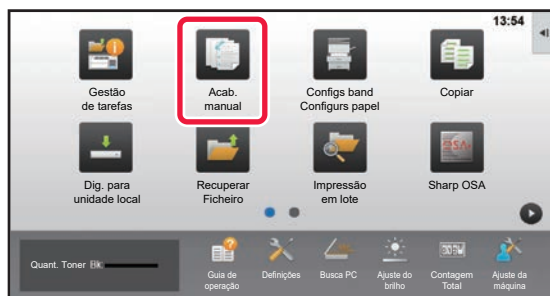 13:54
Gestão
de tarefas
Acab.
manual
Configs band
Configurs papel
Copiar
Dig. para
unidade local
Recuperar
Ficheiro
Impressão
em lote
Sharp OSA
Quant. Toner Bk
Guia de
operação
Definições
Busca PC
Ajuste do
brilho
Contagem
Total
Ajuste da
máquina